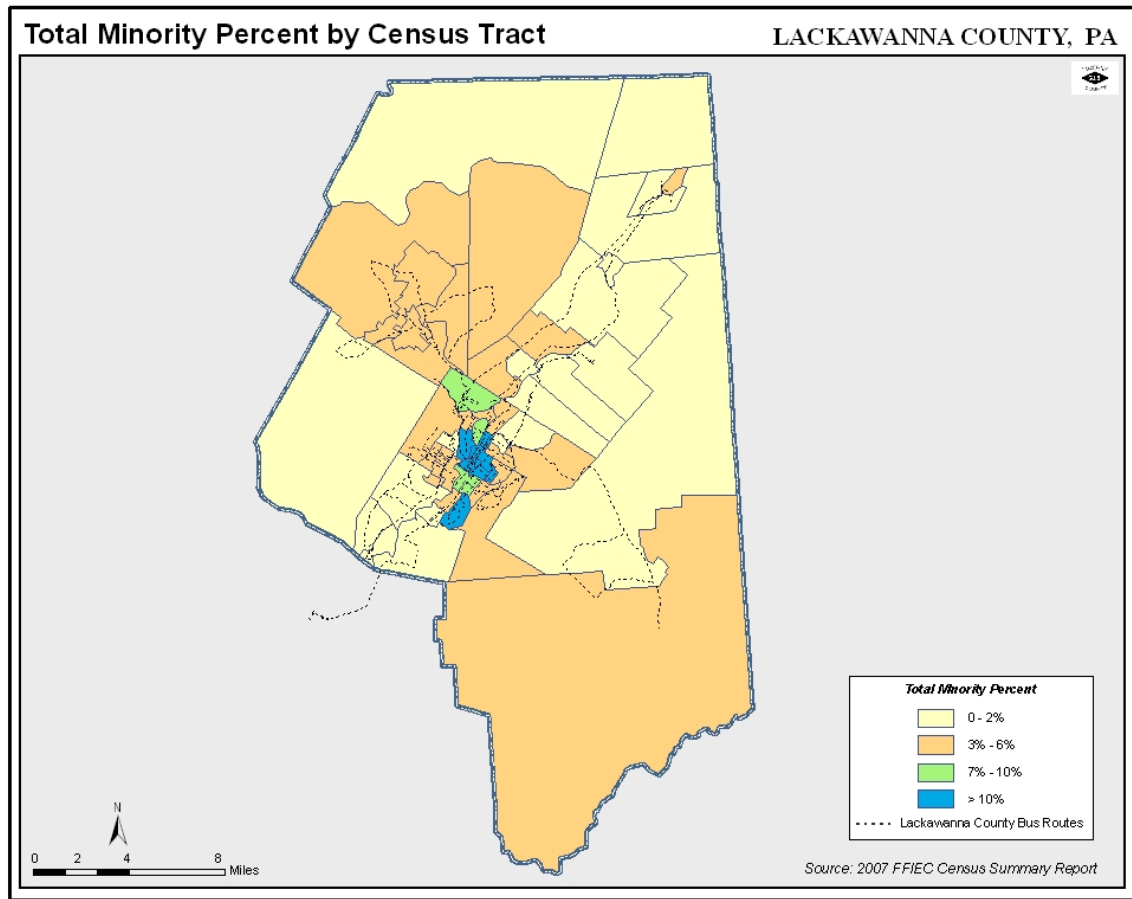 Total Minority Percent by Census Tract
LACKAWANNA COUNTY, PA
Total Minority Percent
0 - 2%
3% - 6%
7% - 10%
> 10%
Lackawanna County Bus Routes
N
0 2 4 8
Miles
Source: 2007 FFIEC Census Summary Report